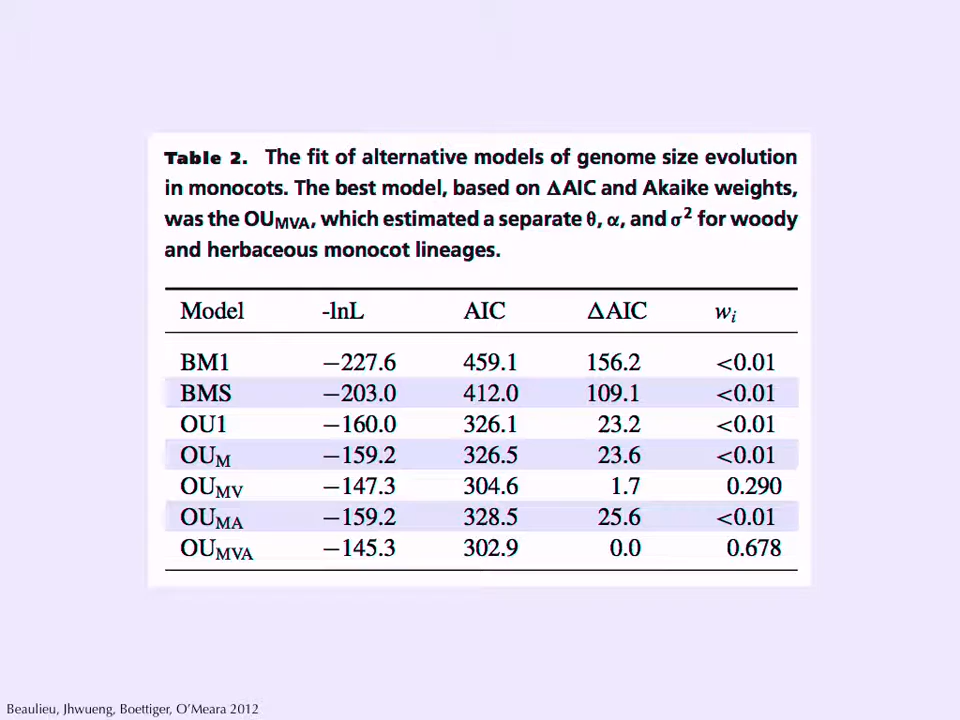 Table 2. The fit of alternative models of genome size evolution
in monocots. The best model, based on ΔAIC and Akaike weights,
was the OUMVA, which estimated a separate θ, α, and σ² for woody
and herbaceous monocot lineages.
Model -lnL AIC ΔAIC wi
BM1 −227.6 459.1 156.2 <0.01
BMS −203.0 412.0 109.1 <0.01
OU1 −160.0 326.1 23.2 <0.01
OUM −159.2 326.5 23.6 <0.01
OUMV −147.3 304.6 1.7 0.290
OUMA −159.2 328.5 25.6 <0.01
OUMVA −145.3 302.9 0.0 0.678
Beaulieu, Jhwueng, Boettiger, O’Meara 2012